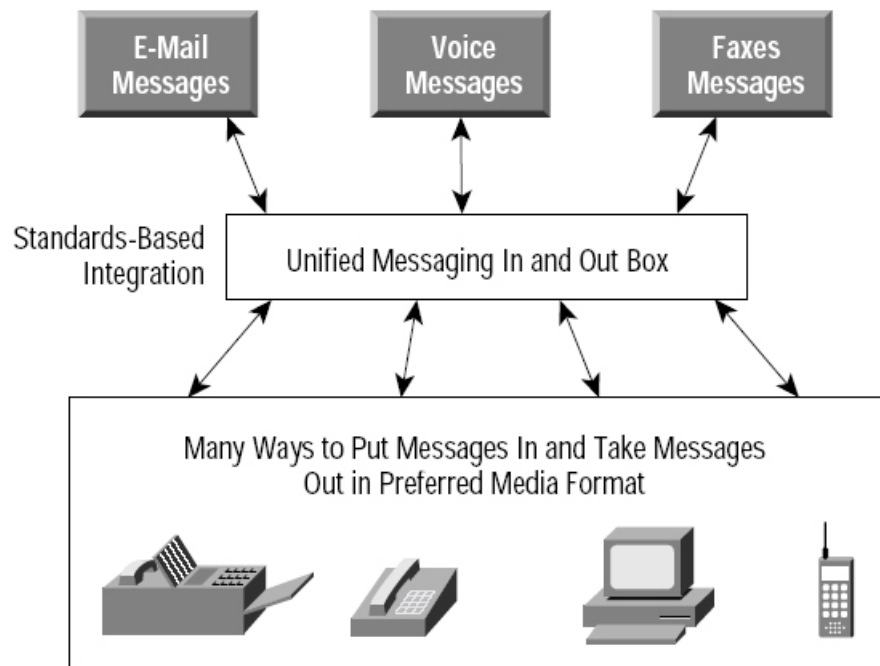 E-Mail
Messages
Voice
Messages
Faxes
Messages
Standards-Based
Integration
Unified Messaging In and Out Box
Many Ways to Put Messages In and Take Messages
Out in Preferred Media Format